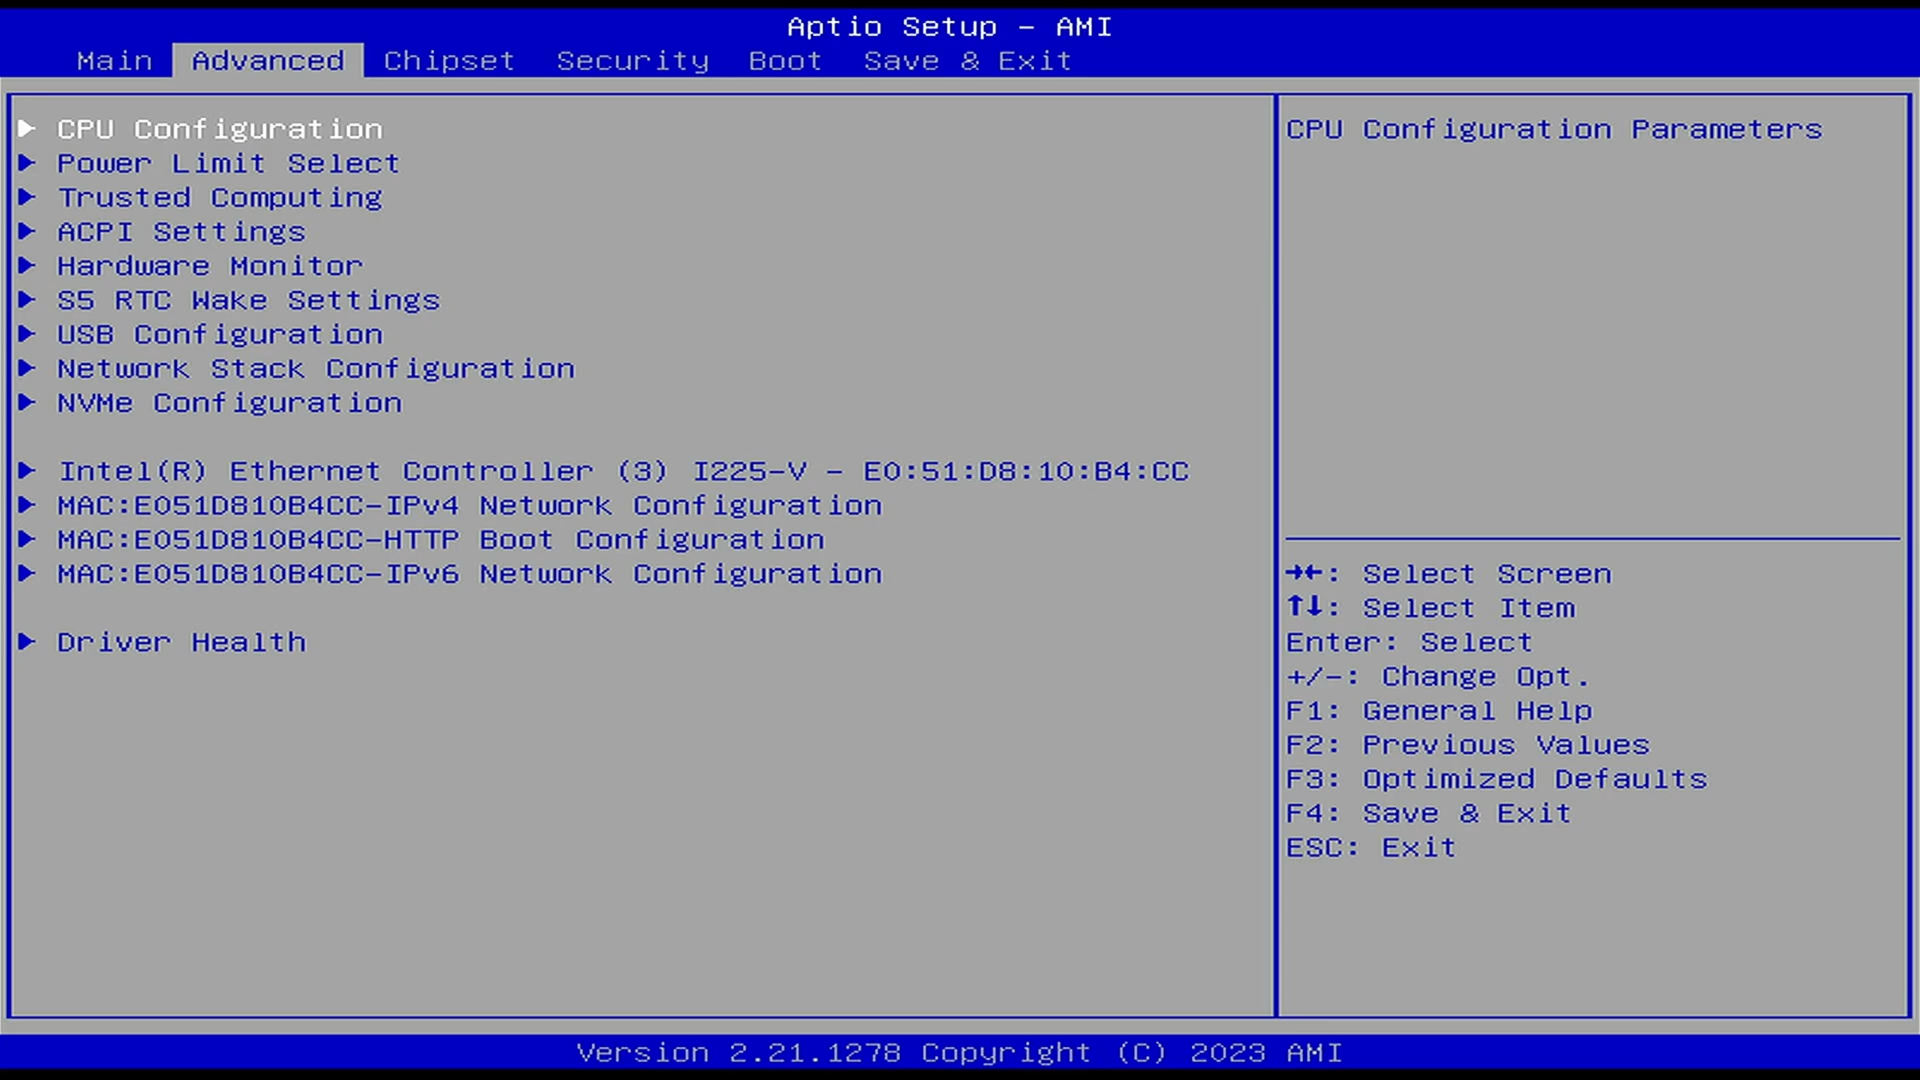 Aptio Setup - AMI
Main Advanced Chipset Security Boot Save & Exit
CPU Configuration
Power Limit Select
Trusted Computing
ACPI Settings
Hardware Monitor
S5 RTC Wake Settings
USB Configuration
Network Stack Configuration
NVMe Configuration
Intel(R) Ethernet Controller (3) I225-V - E0:51:D8:10:B4:CC
MAC:E051D810B4CC-IPv4 Network Configuration
MAC:E051D810B4CC-HTTP Boot Configuration
MAC:E051D810B4CC-IPv6 Network Configuration
Driver Health
CPU Configuration Parameters
→←: Select Screen
↑↓: Select Item
Enter: Select
+/-: Change Opt.
F1: General Help
F2: Previous Values
F3: Optimized Defaults
F4: Save & Exit
ESC: Exit
Version 2.21.1278 Copyright (C) 2023 AMI